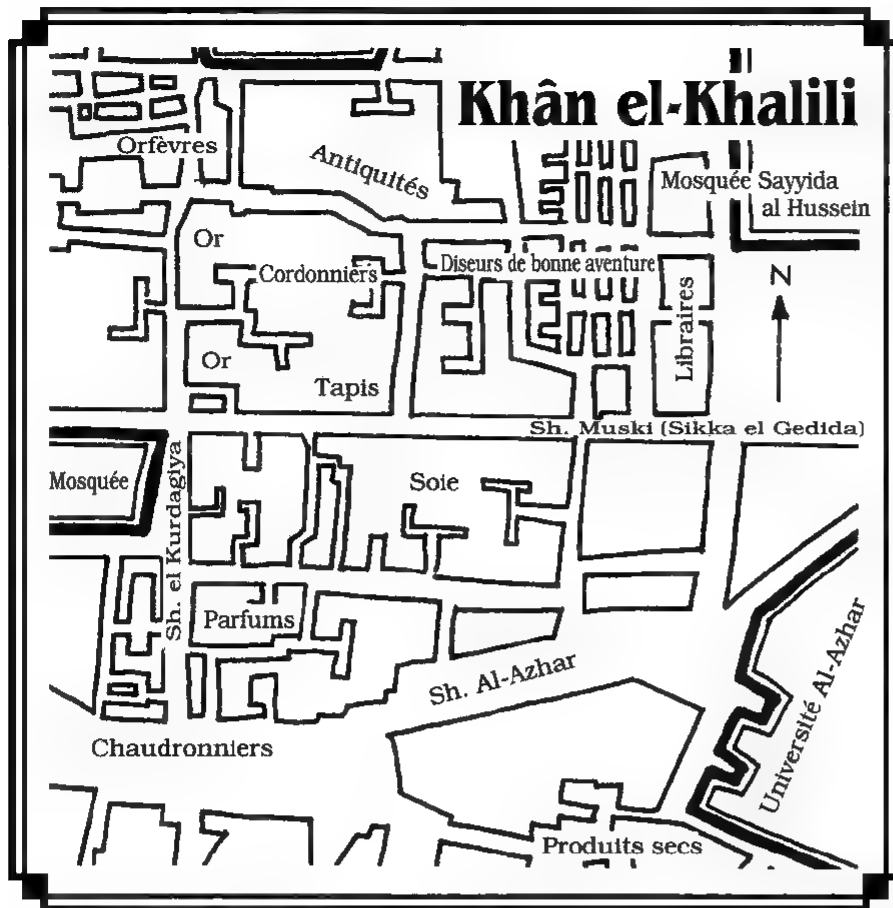 Khân el-Khalili
Orfèvres
Antiquités
Mosquée Sayyida
al Hussein
Or
Cordonniers
Diseurs de bonne aventure
N
Libraires
Or
Tapis
Sh. Muski (Sikka el Gedida)
Mosquée
Sh. el Kurdagiya
Soie
Parfums
Sh. Al-Azhar
Université Al-Azhar
Chaudronniers
Produits secs